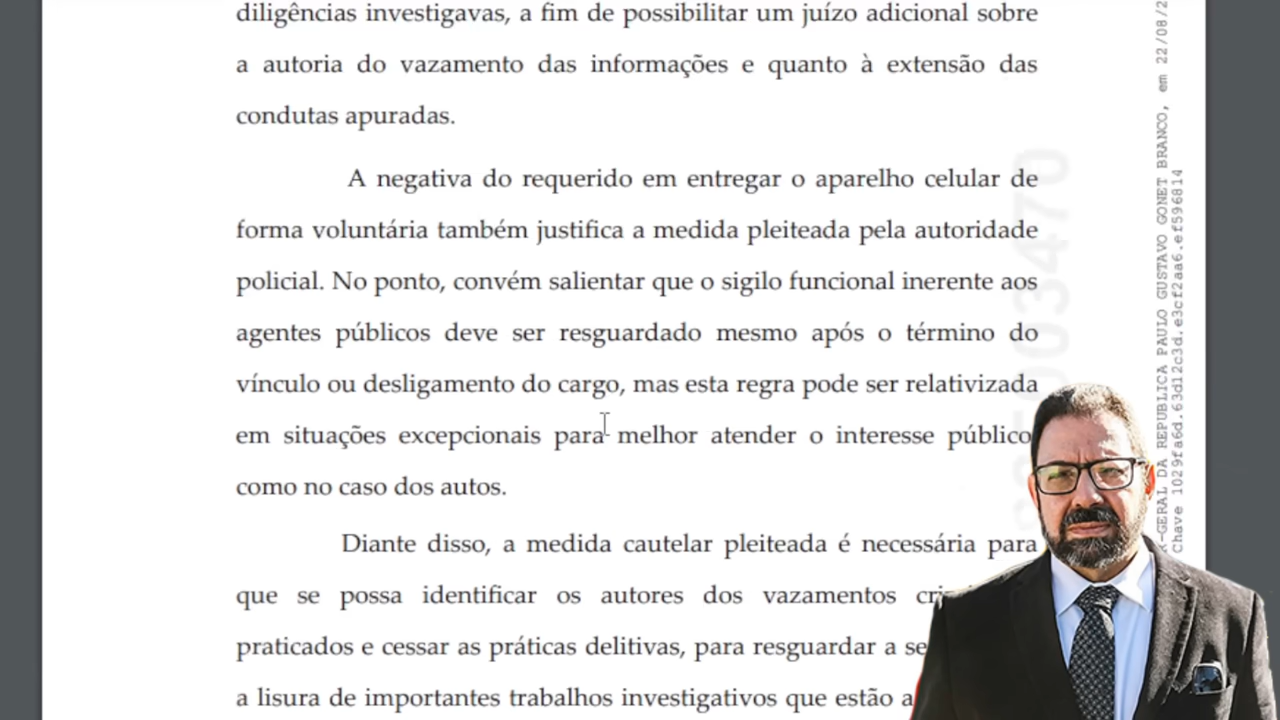 diligências investigavas, a fim de possibilitar um juízo adicional sobre
a autoria do vazamento das informações e quanto à extensão das
condutas apuradas.
A negativa do requerido em entregar o aparelho celular de
forma voluntária também justifica a medida pleiteada pela autoridade
policial. No ponto, convém salientar que o sigilo funcional inerente aos
agentes públicos deve ser resguardado mesmo após o término do
vínculo ou desligamento do cargo, mas esta regra pode ser relativizada
em situações excepcionais para melhor atender o interesse público
como no caso dos autos.
Diante disso, a medida cautelar pleiteada é necessária para
que se possa identificar os autores dos vazamentos
praticados e cessar as práticas delitivas, para resguardar a
a lisura de importantes trabalhos investigativos que estão
GERAL DA REPUBLICA PAULO GUSTAVO GONET BRANCO, em 22/08/2
Chave 1029fa6d.63d12c3d.e3cf2aa6.ef596814